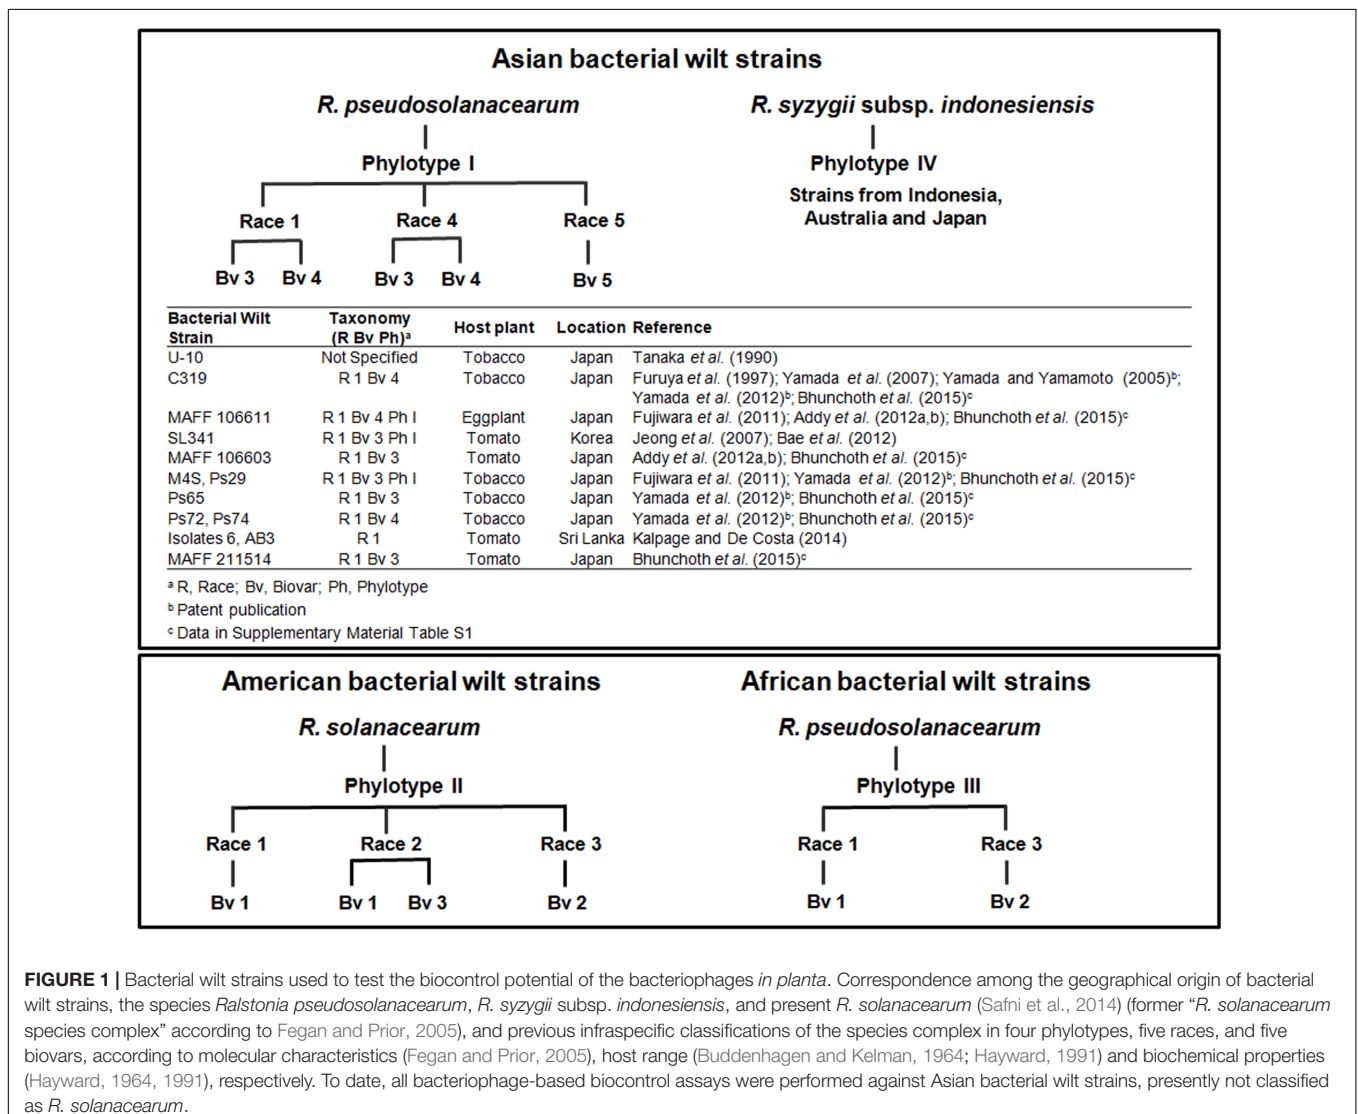 Asian bacterial wilt strains
R. pseudosolanacearum
R. syzygii subsp. indonesiensis
Phylotype I
Phylotype IV
Strains from Indonesia,
Australia and Japan
Race 1 Race 4 Race 5
Bv 3 Bv 4 Bv 3 Bv 4 Bv 5
Bacterial Wilt Strain Taxonomy (R Bv Ph)ᵃ Host plant Location Reference
U-10 Not Specified Tobacco Japan Tanaka et al. (1990)
C319 R 1 Bv 4 Tobacco Japan Furuya et al. (1997); Yamada et al. (2007); Yamada and Yamamoto (2005)ᵇ;
Yamada et al. (2012)ᵇ; Bhunchoth et al. (2015)ᶜ
MAFF 106611 R 1 Bv 4 Ph I Eggplant Japan Fujiwara et al. (2011); Addy et al. (2012a,b); Bhunchoth et al. (2015)ᶜ
SL341 R 1 Bv 3 Ph I Tomato Korea Jeong et al. (2007); Bae et al. (2012)
MAFF 106603 R 1 Bv 3 Tomato Japan Addy et al. (2012a,b); Bhunchoth et al. (2015)ᶜ
M4S, Ps29 R 1 Bv 3 Ph I Tobacco Japan Fujiwara et al. (2011); Yamada et al. (2012)ᵇ; Bhunchoth et al. (2015)ᶜ
Ps65 R 1 Bv 3 Tobacco Japan Yamada et al. (2012)ᵇ; Bhunchoth et al. (2015)ᶜ
Ps72, Ps74 R 1 Bv 4 Tobacco Japan Yamada et al. (2012)ᵇ; Bhunchoth et al. (2015)ᶜ
Isolates 6, AB3 R 1 Tomato Sri Lanka Kalpage and De Costa (2014)
MAFF 211514 R 1 Bv 3 Tomato Japan Bhunchoth et al. (2015)ᶜ
ᵃ R, Race; Bv, Biovar; Ph, Phylotype
ᵇ Patent publication
ᶜ Data in Supplementary Material Table S1
American bacterial wilt strains
R. solanacearum
Phylotype II
Race 1 Race 2 Race 3
Bv 1 Bv 1 Bv 3 Bv 2
African bacterial wilt strains
R. pseudosolanacearum
Phylotype III
Race 1 Race 3
Bv 1 Bv 2
FIGURE 1 | Bacterial wilt strains used to test the biocontrol potential of the bacteriophages in planta. Correspondence among the geographical origin of bacterial
wilt strains, the species Ralstonia pseudosolanacearum, R. syzygii subsp. indonesiensis, and present R. solanacearum (Safni et al., 2014) (former “R. solanacearum
species complex” according to Fegan and Prior, 2005), and previous infraspecific classifications of the species complex in four phylotypes, five races, and five
biovars, according to molecular characteristics (Fegan and Prior, 2005), host range (Buddenhagen and Kelman, 1964; Hayward, 1991) and biochemical properties
(Hayward, 1964, 1991), respectively. To date, all bacteriophage-based biocontrol assays were performed against Asian bacterial wilt strains, presently not classified
as R. solanacearum.